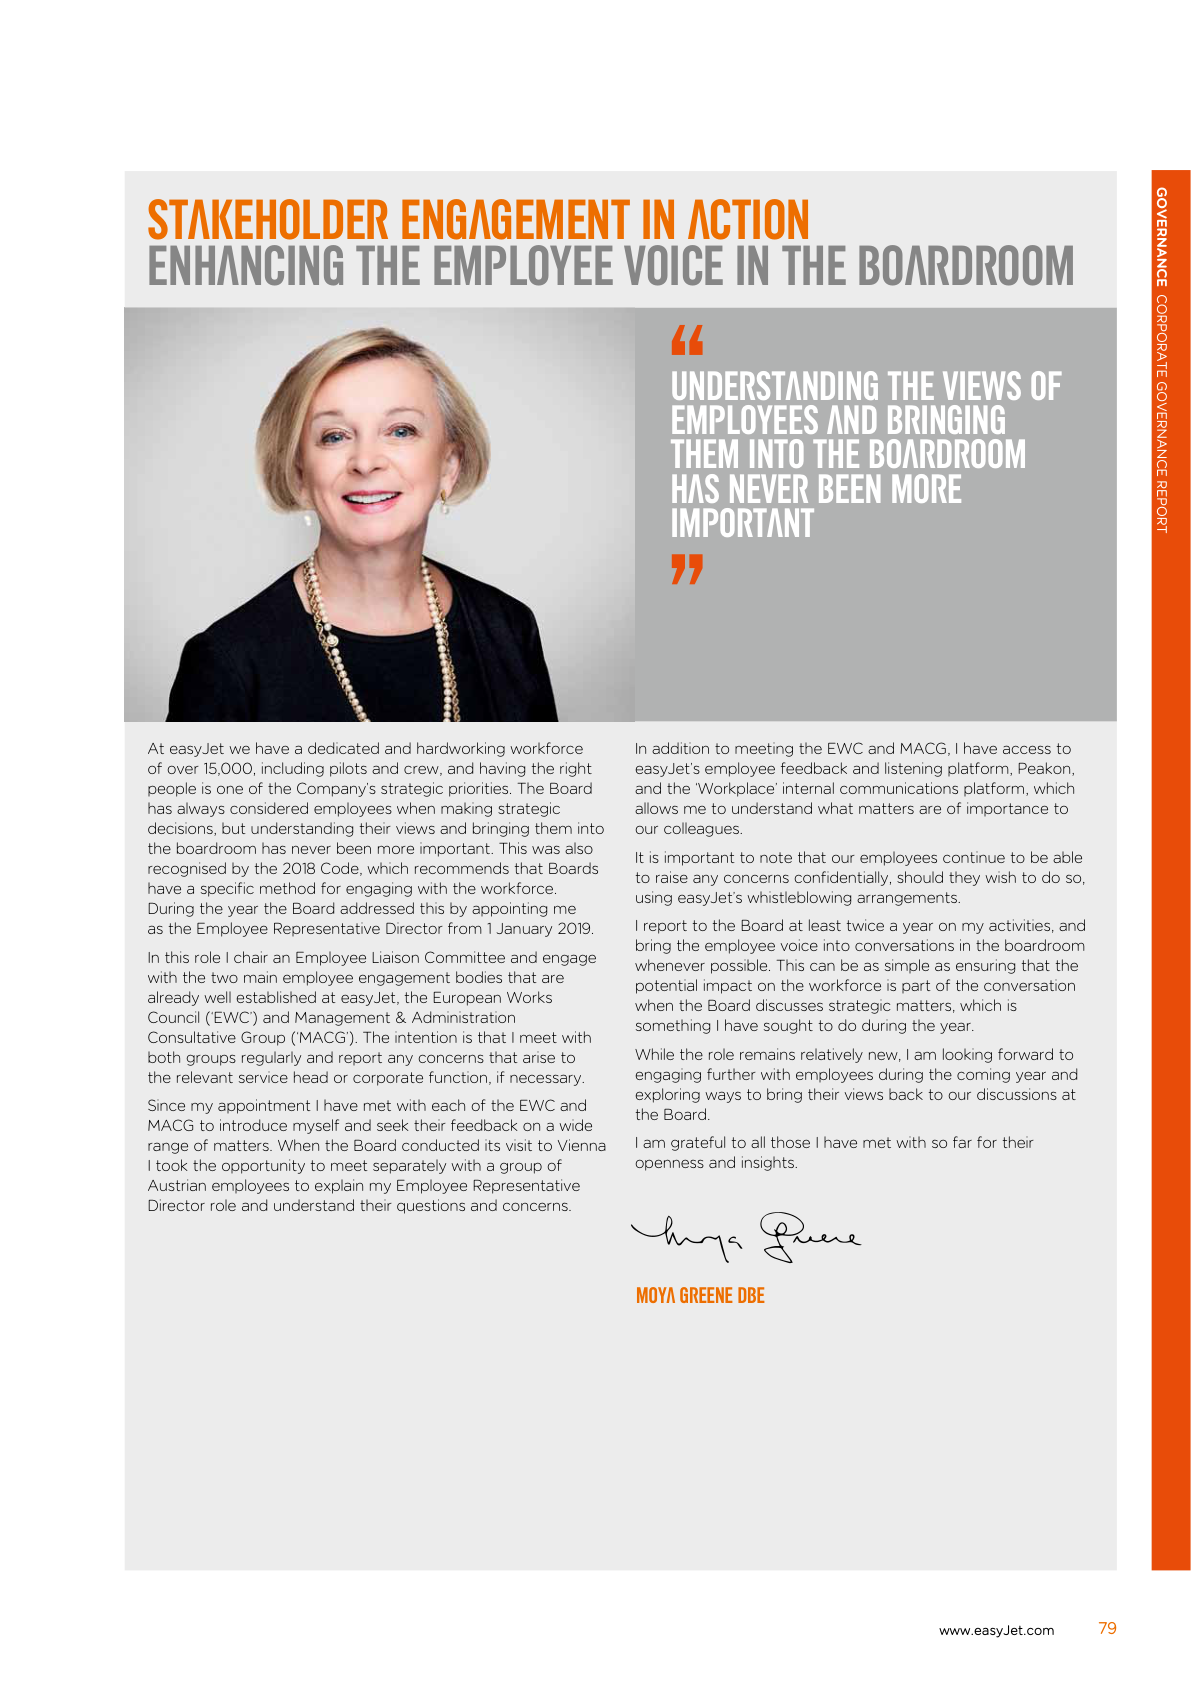 STAKEHOLDER ENGAGEMENT IN ACTION
ENHANCING THE EMPLOYEE VOICE IN THE BOARDROOM
“
UNDERSTANDING THE VIEWS OF
EMPLOYEES AND BRINGING
THEM INTO THE BOARDROOM
HAS NEVER BEEN MORE
IMPORTANT
”
At easyJet we have a dedicated and hardworking workforce
of over 15,000, including pilots and crew, and having the right
people is one of the Company’s strategic priorities. The Board
has always considered employees when making strategic
decisions, but understanding their views and bringing them into
the boardroom has never been more important. This was also
recognised by the 2018 Code, which recommends that Boards
have a specific method for engaging with the workforce.
During the year the Board addressed this by appointing me
as the Employee Representative Director from 1 January 2019.
In this role I chair an Employee Liaison Committee and engage
with the two main employee engagement bodies that are
already well established at easyJet, the European Works
Council (‘EWC’) and Management & Administration
Consultative Group (‘MACG’). The intention is that I meet with
both groups regularly and report any concerns that arise to
the relevant service head or corporate function, if necessary.
Since my appointment I have met with each of the EWC and
MACG to introduce myself and seek their feedback on a wide
range of matters. When the Board conducted its visit to Vienna
I took the opportunity to meet separately with a group of
Austrian employees to explain my Employee Representative
Director role and understand their questions and concerns.
In addition to meeting the EWC and MACG, I have access to
easyJet’s employee feedback and listening platform, Peakon,
and the ‘Workplace’ internal communications platform, which
allows me to understand what matters are of importance to
our colleagues.
It is important to note that our employees continue to be able
to raise any concerns confidentially, should they wish to do so,
using easyJet’s whistleblowing arrangements.
I report to the Board at least twice a year on my activities, and
bring the employee voice into conversations in the boardroom
whenever possible. This can be as simple as ensuring that the
potential impact on the workforce is part of the conversation
when the Board discusses strategic matters, which is
something I have sought to do during the year.
While the role remains relatively new, I am looking forward to
engaging further with employees during the coming year and
exploring ways to bring their views back to our discussions at
the Board.
I am grateful to all those I have met with so far for their
openness and insights.
Moya Greene
MOYA GREENE DBE
GOVERNANCE CORPORATE GOVERNANCE REPORT
www.easyJet.com 79